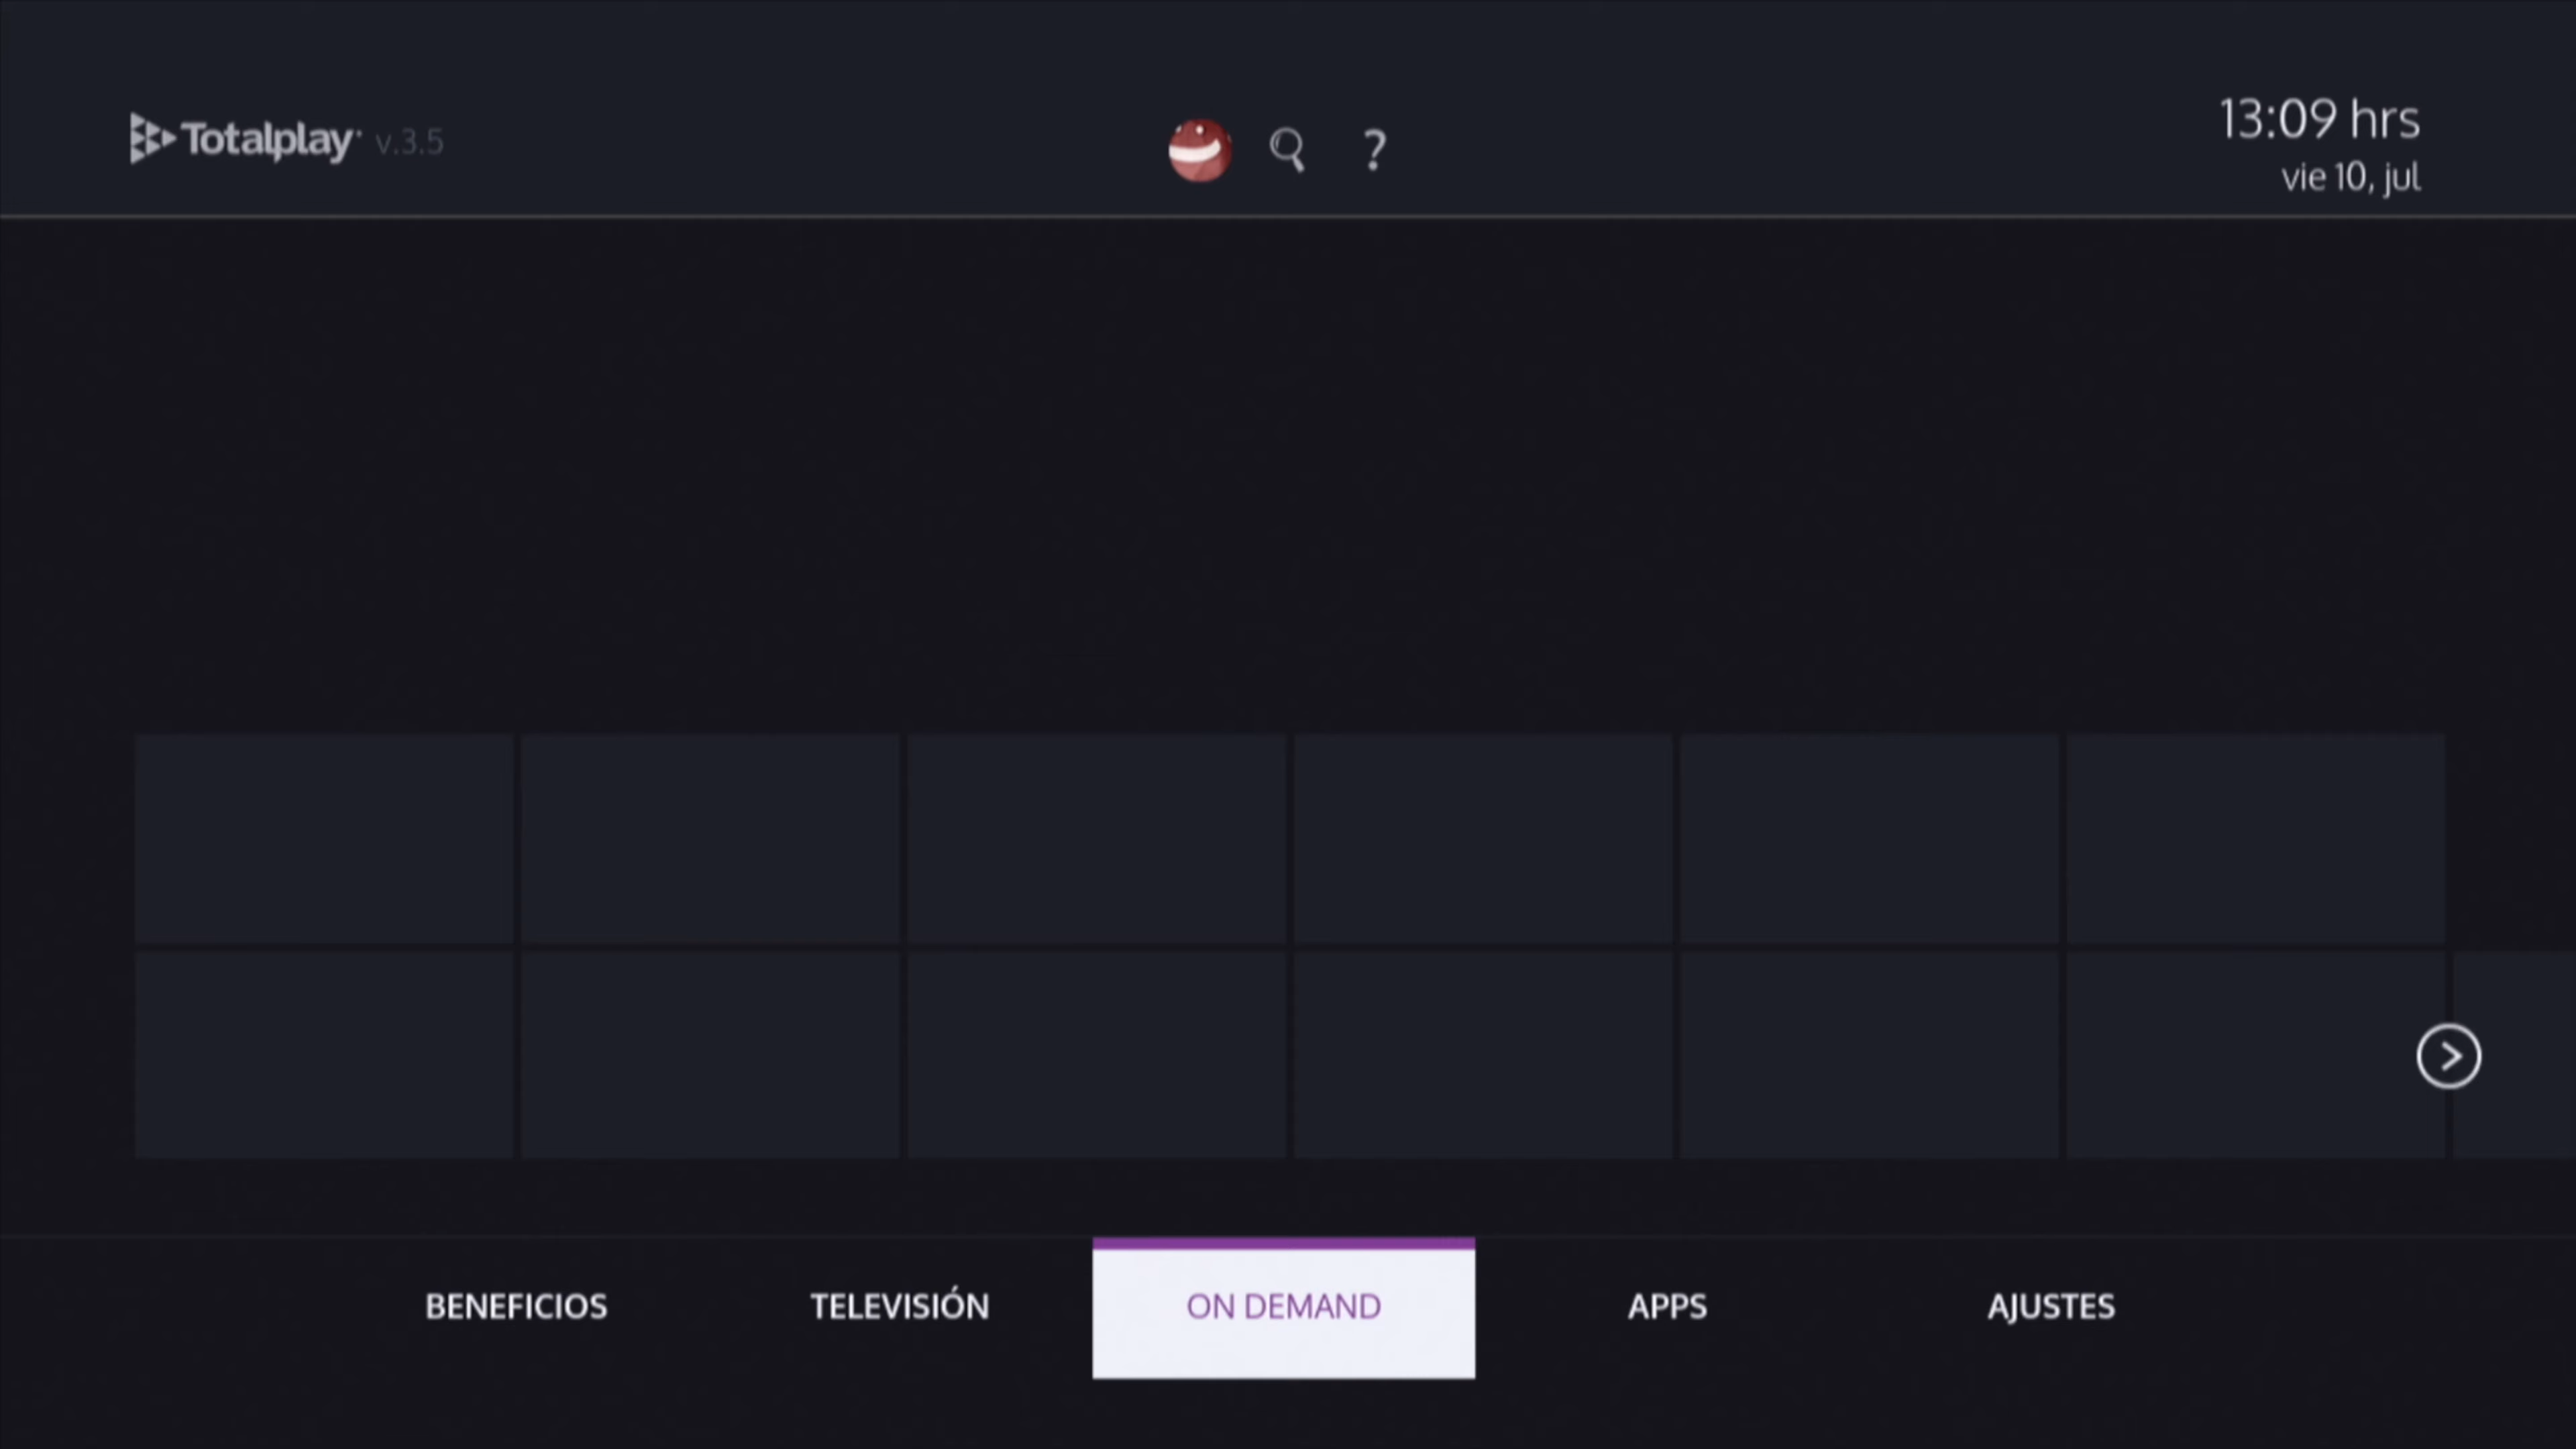 Totalplay v.3.5
?
13:09 hrs
vie 10, jul
BENEFICIOS
TELEVISIÓN
ON DEMAND
APPS
AJUSTES